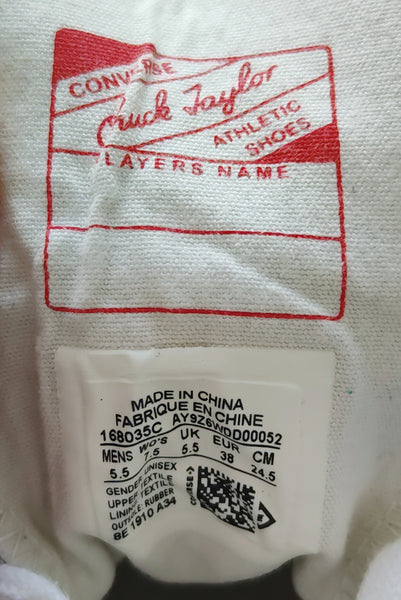 CONVERSE
Chuck Taylor
ATHLETIC
SHOES
LAYERS NAME
MADE IN CHINA
FABRIQUE EN CHINE
168035C AY9Z6WDD00052
MENS WO'S UK EUR CM
5.5 7.5 5.5 38 24.5
GENDER: UNISEX
UPPER: TEXTILE
LINING: TEXTILE
OUTSOLE: RUBBER
8E 1910 A34
CONVERSE